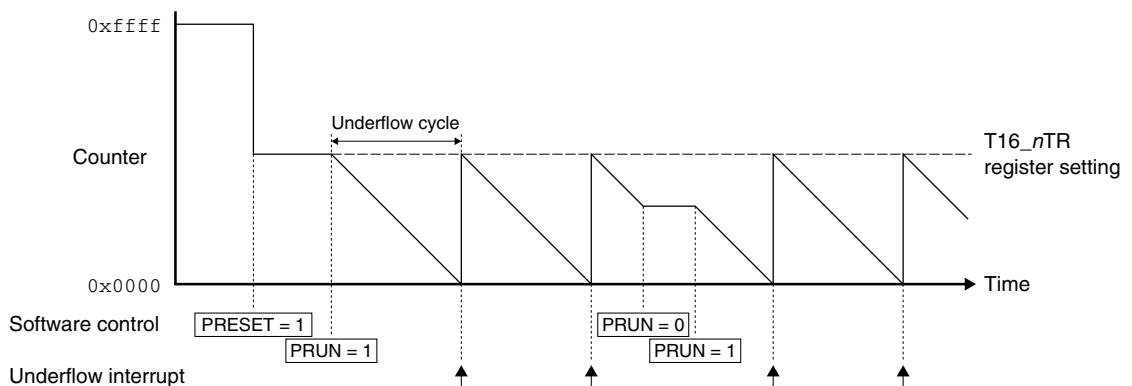 0xffff
Underflow cycle
Counter
T16_nTR
register setting
0x0000
Time
Software control
PRESET = 1
PRUN = 0
PRUN = 1
PRUN = 1
Underflow interrupt